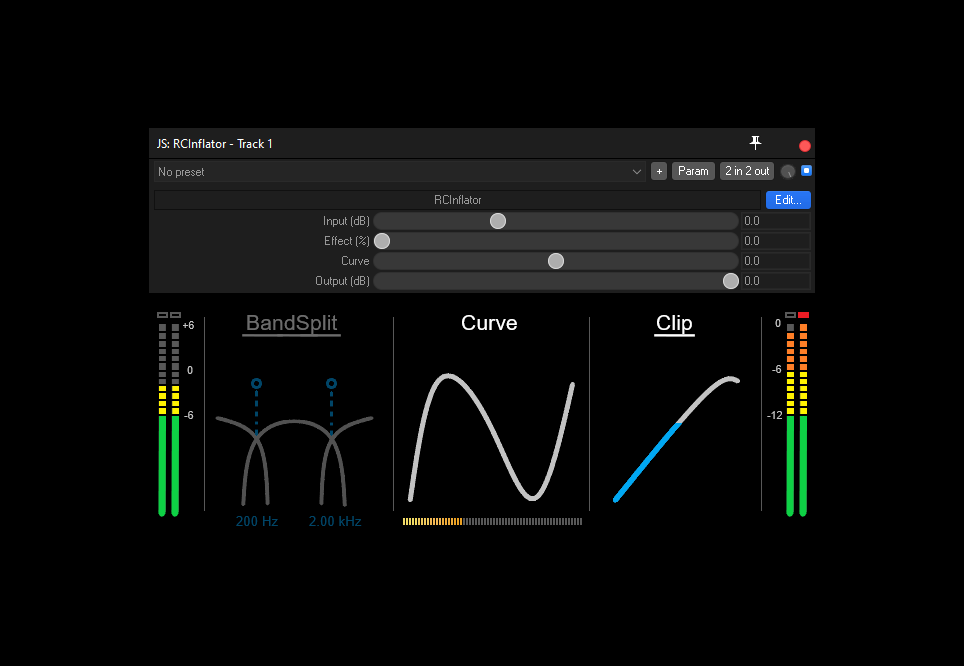 JS: RCInflator - Track 1
No preset
+ Param 2 in 2 out
RCInflator Edit...
Input (dB) 0.0
Effect (%) 0.0
Curve 0.0
Output (dB) 0.0
BandSplit Curve Clip
+6
0
-6
200 Hz 2.00 kHz
0
-6
-12